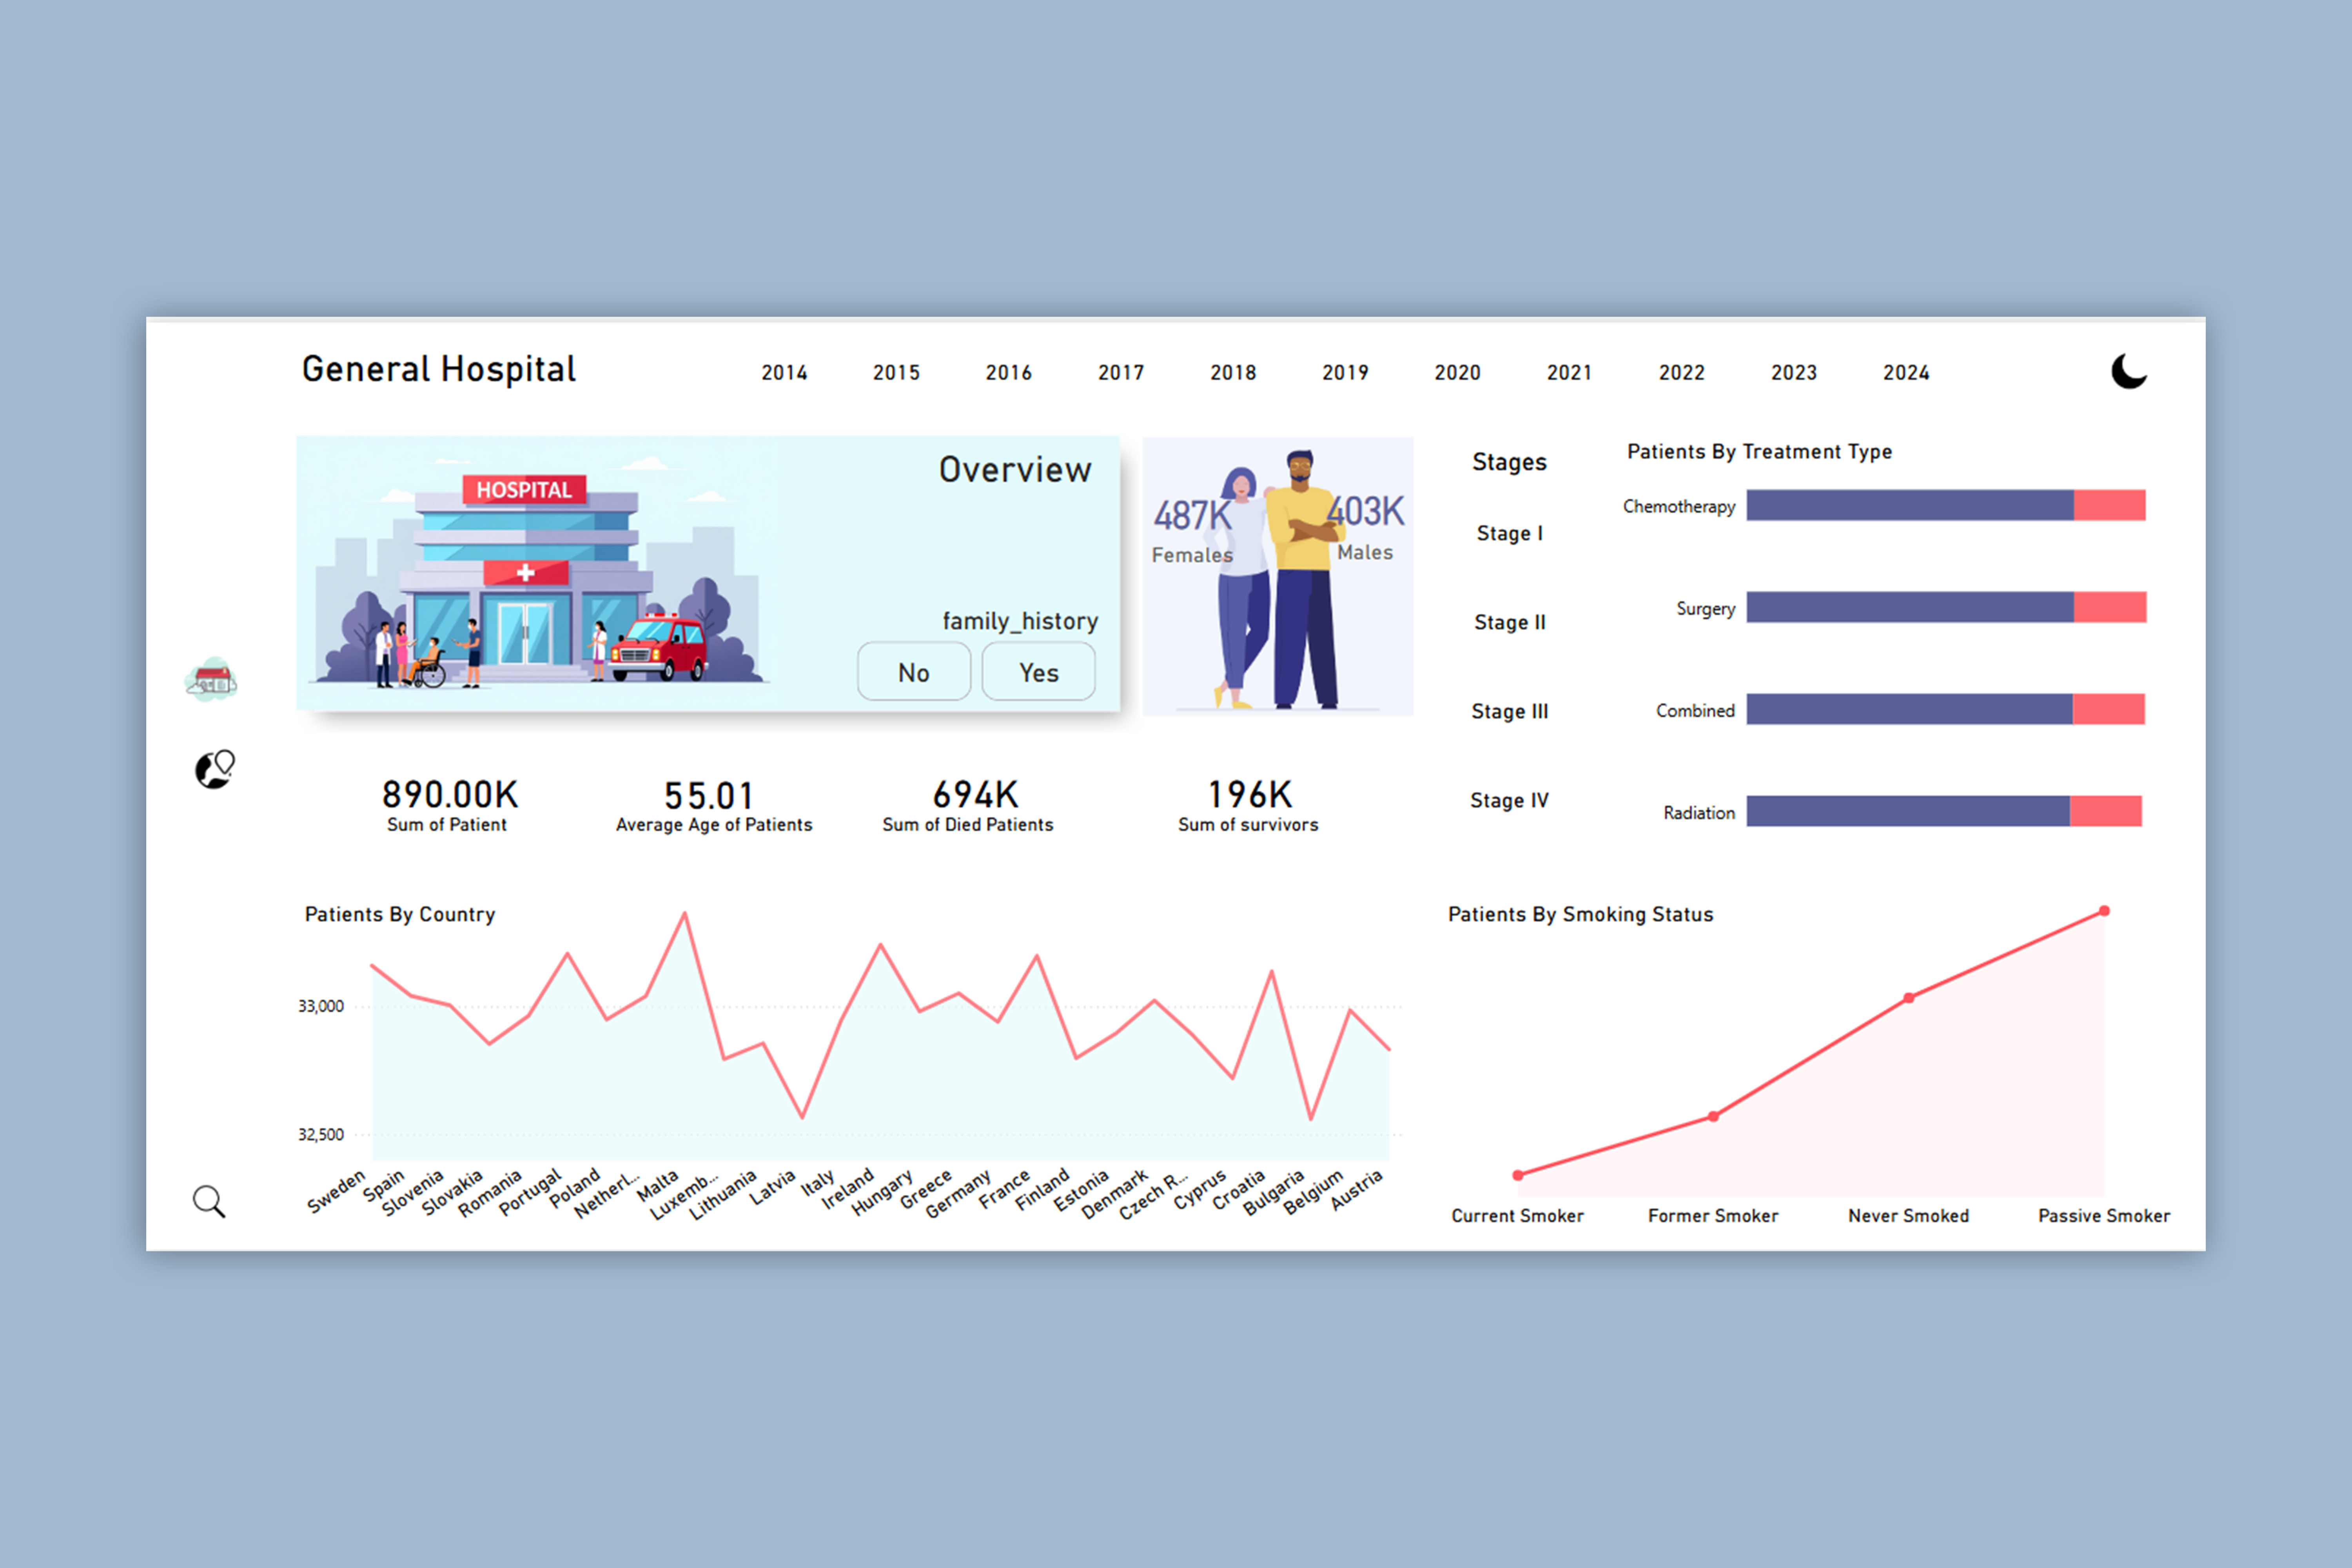 General Hospital
2014 2015 2016 2017 2018 2019 2020 2021 2022 2023 2024
HOSPITAL
Overview
family_history
No Yes
487K
Females
403K
Males
Stages
Stage I
Stage II
Stage III
Stage IV
Patients By Treatment Type
Chemotherapy
Surgery
Combined
Radiation
890.00K
Sum of Patient
55.01
Average Age of Patients
694K
Sum of Died Patients
196K
Sum of survivors
Patients By Country
33,000
32,500
Sweden Spain Slovenia Slovakia Romania Portugal Poland Netherl... Malta Luxemb... Lithuania Latvia Italy Ireland Hungary Greece Germany France Finland Estonia Denmark Czech R... Cyprus Croatia Bulgaria Belgium Austria
Patients By Smoking Status
Current Smoker Former Smoker Never Smoked Passive Smoker